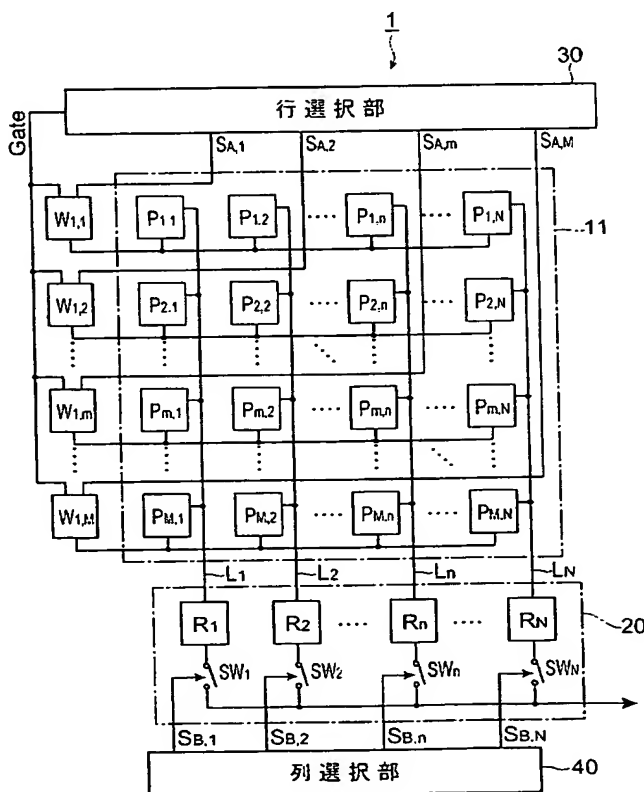 1
30
行選択部
Gate
SA,1 SA,2 SA,m SA,M
11
W1,1 P1.1 P1.2 ···· P1,n ···· P1,N
W1,2 P2.1 P2,2 ···· P2,n ···· P2,N
W1,m Pm,1 Pm,2 ···· Pm,n ···· Pm,N
W1,M PM,1 PM,2 ···· PM,n ···· PM,N
L1 L2 Ln LN
R1 R2 ···· Rn ···· RN
20
SW1 SW2 SWn SWN
SB,1 SB,2 SB,n SB,N
列選択部
40